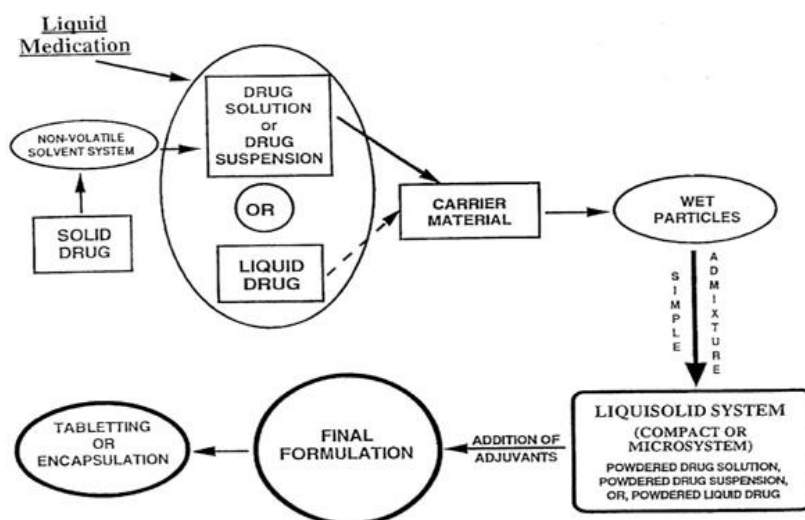 Liquid
Medication
DRUG
SOLUTION
or
DRUG
SUSPENSION
NON-VOLATILE
SOLVENT SYSTEM
SOLID
DRUG
OR
LIQUID
DRUG
CARRIER
MATERIAL
WET
PARTICLES
SIMPLE
ADMIXTURE
LIQUISOLID SYSTEM
(COMPACT OR
MICROSYSTEM)
POWDERED DRUG SOLUTION,
POWDERED DRUG SUSPENSION,
OR, POWDERED LIQUID DRUG
ADDITION OF
ADJUVANTS
FINAL
FORMULATION
TABLETTING
OR
ENCAPSULATION